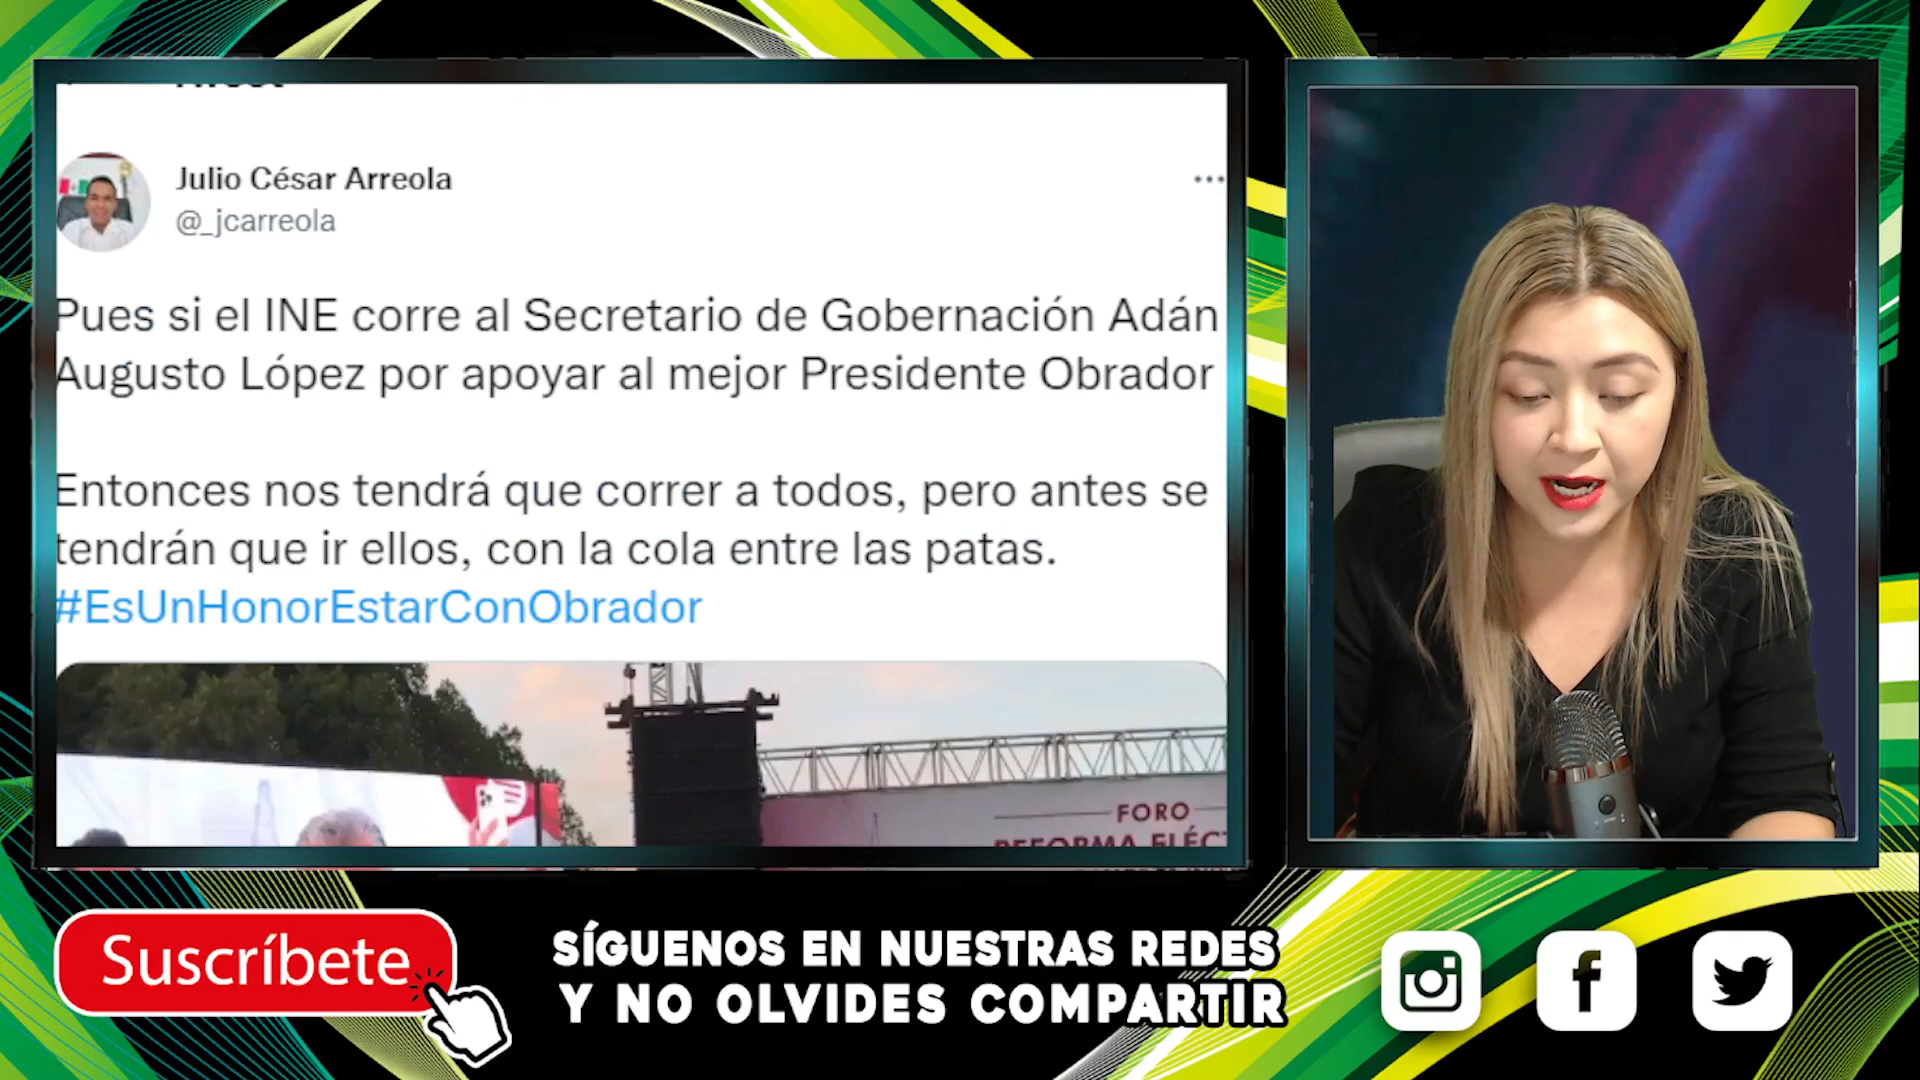 Julio César Arreola
@_jcarreola
Pues si el INE corre al Secretario de Gobernación Adán
Augusto López por apoyar al mejor Presidente Obrador
Entonces nos tendrá que correr a todos, pero antes se
tendrán que ir ellos, con la cola entre las patas.
#EsUnHonorEstarConObrador
FORO
REFORMA ELÉC
Suscríbete
SÍGUENOS EN NUESTRAS REDES
Y NO OLVIDES COMPARTIR